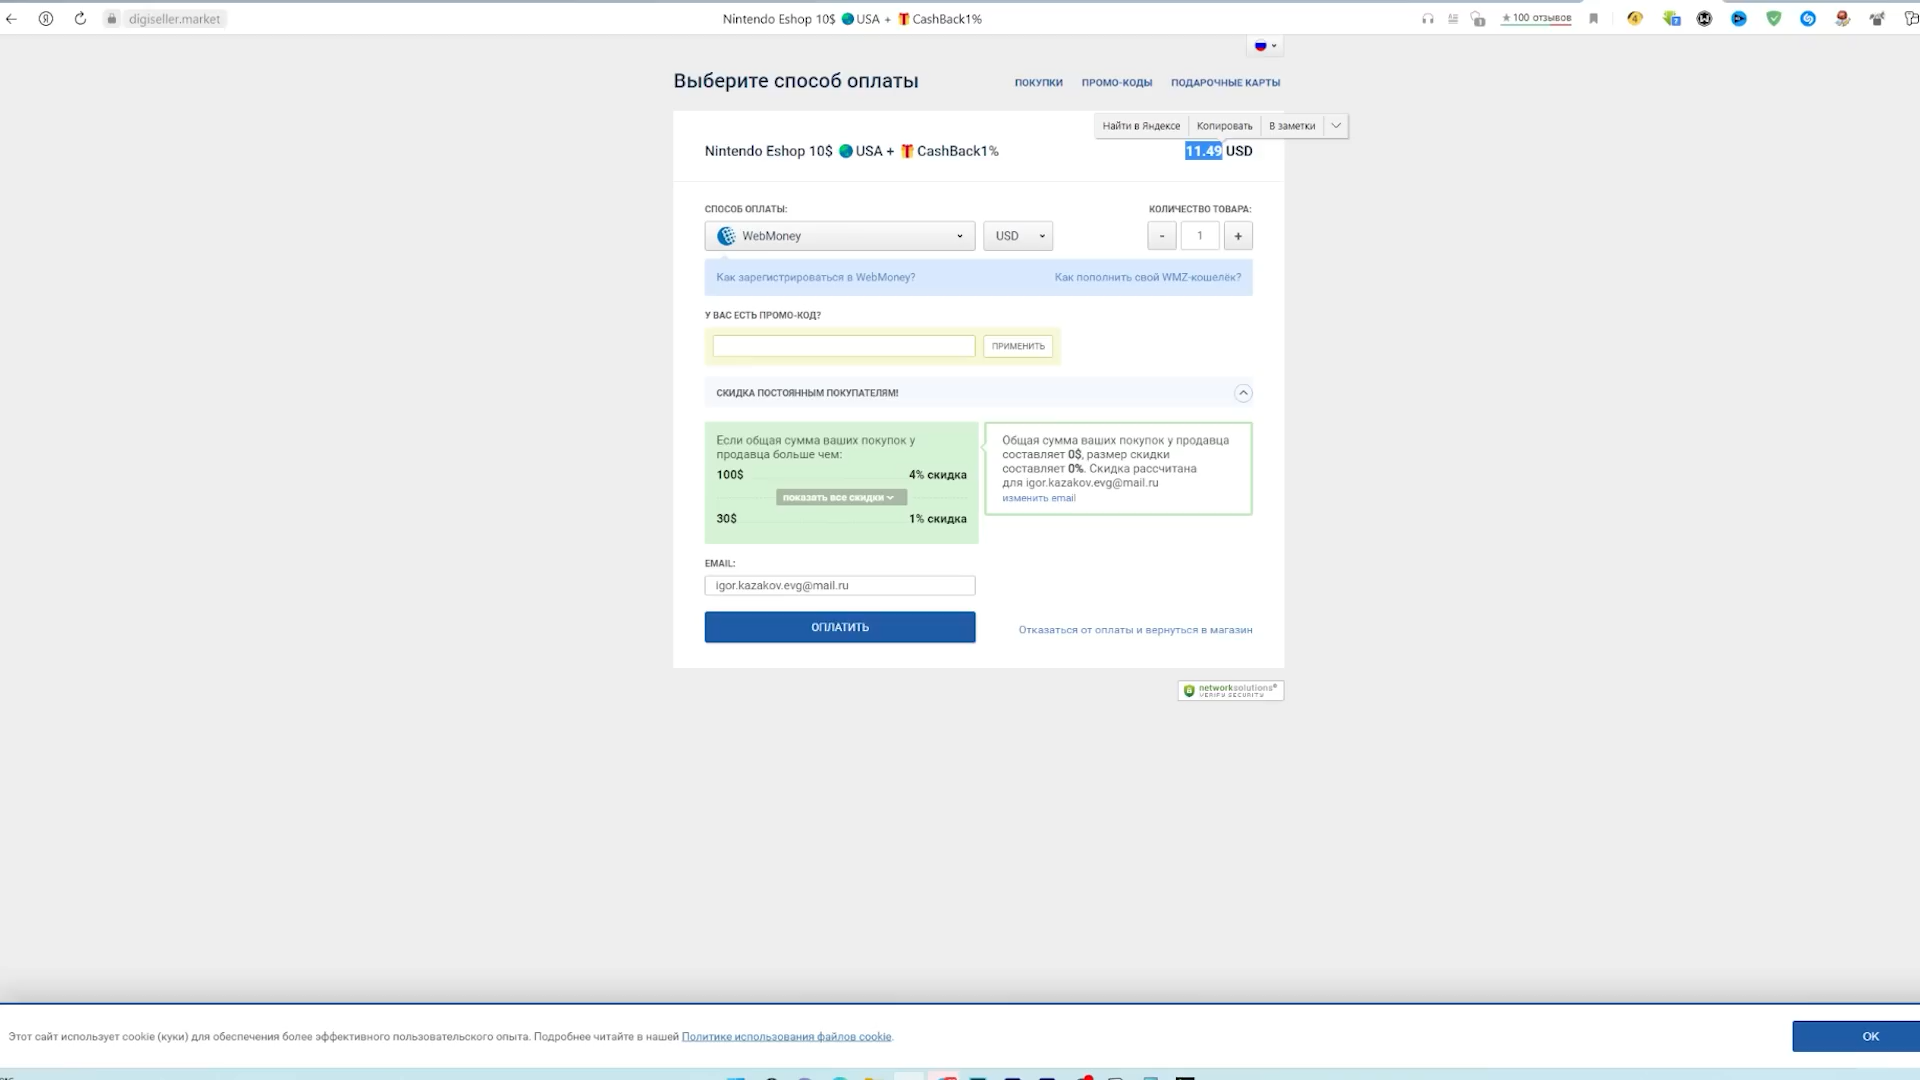 digiseller.market
Nintendo Eshop 10$ USA + CashBack1%
★ 100 отзывов
Выберите способ оплаты
ПОКУПКИ
ПРОМО-КОДЫ
ПОДАРОЧНЫЕ КАРТЫ
Найти в Яндексе
Копировать
В заметки
Nintendo Eshop 10$ USA + CashBack1%
11.49 USD
СПОСОБ ОПЛАТЫ:
КОЛИЧЕСТВО ТОВАРА:
WebMoney
USD
-
1
+
Как зарегистрироваться в WebMoney?
Как пополнить свой WMZ-кошелёк?
У ВАС ЕСТЬ ПРОМО-КОД?
ПРИМЕНИТЬ
СКИДКА ПОСТОЯННЫМ ПОКУПАТЕЛЯМ!
Если общая сумма ваших покупок у
продавца больше чем:
100$ 4% скидка
показать все скидки
30$ 1% скидка
Общая сумма ваших покупок у продавца
составляет 0$, размер скидки
составляет 0%. Скидка рассчитана
для igor.kazakov.evg@mail.ru
изменить email
EMAIL:
igor.kazakov.evg@mail.ru
ОПЛАТИТЬ
Отказаться от оплаты и вернуться в магазин
networksolutions®
VERIFY SECURITY
Этот сайт использует cookie (куки) для обеспечения более эффективного пользовательского опыта. Подробнее читайте в нашей Политике использования файлов cookie.
OK